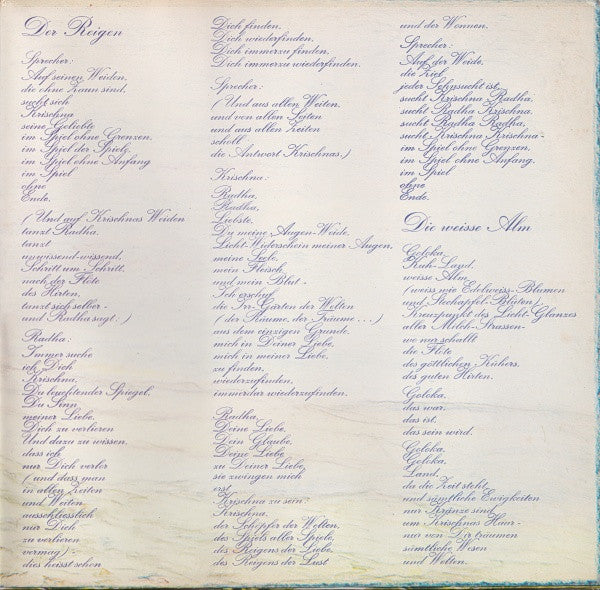 Der Reigen
Sprecher:
Auf seinen Weiden,
die ohne Zaun sind,
sucht sich
Krischna
seine Geliebte
im Spiel ohne Grenzen,
im Spiel der Spiele,
im Spiel ohne Anfang
im Spiel
ohne
Ende.
(Und auf Krischnas Weiden
tanzt Radha,
tanzt
unwissend-wissend,
Schritt um Schritt,
nach der Flöte
des Hirten,
tanzt sich selber -
und Radha sagt:)
Radha:
Immer suche
ich Dich
Krischna,
Du leuchtender Spiegel,
Du Sinn
meiner Liebe.
Dich zu verlieren
Und dazu zu wissen,
dass ich
nur Dich verlor
(und dass man
in allen Zeiten
und Weiten
ausschliesslich
nur Dich
zu verlieren
vermag) -
dies heisst schon
Dich finden,
Dich wiederfinden,
Dich immerzu finden,
Dich immerzu wiederfinden.
Sprecher:
(Und aus allen Weiten
und von allen Seiten
und aus allen Zeiten
scholl
die Antwort Krischnas.)
Krischna:
Radha,
Radha,
Liebste,
Du meine Augen-Weide,
Licht-Widerschein meiner Augen,
meine Seele,
mein Fleisch
und mein Blut -
Ich erschuf
die Irr-Gärten der Welten
(der Räume, der Träume...)
aus dem einzigen Grunde,
mich in Deiner Liebe,
mich in meiner Liebe,
zu finden,
wiederzufinden,
immerdar wiederzufinden.
Radha,
Deine Liebe,
Dein Glaube,
Deine Liebe
zu Deiner Liebe,
sie zwingen mich
erst
Krischna zu sein:
Krischna,
der Schöpfer der Welten,
des Spiels aller Spiele,
des Reigens der Liebe,
des Reigens der Lust
und der Wonnen.
Sprecher:
Auf der Weide,
die Ziel
jeder Sehnsucht ist,
sucht Krischna Radha,
sucht Radha Krischna,
sucht Radha Radha,
sucht Krischna Krischna -
im Spiel ohne Grenzen,
im Spiel ohne Anfang,
im Spiel
ohne
Ende.
Die weisse Alm
Goloka,
Kuh-Land,
weisse Alm,
(weiss wie Edelweiss-Blumen
und Stechapfel-Blüten),
Kreuzpunkt des Licht-Glanzes
aller Milch-Strassen -
wo nur schallt
die Flöte
des göttlichen Kuhers,
des guten Hirten.
Goloka,
das war,
das ist,
das sein wird.
Goloka,
Goloka,
Land,
da die Zeit steht,
und sämtliche Ewigkeiten
nur Kränze sind
um Krischnas Haar -
nur von Dir träumen
sämtliche Wesen
und Welten.